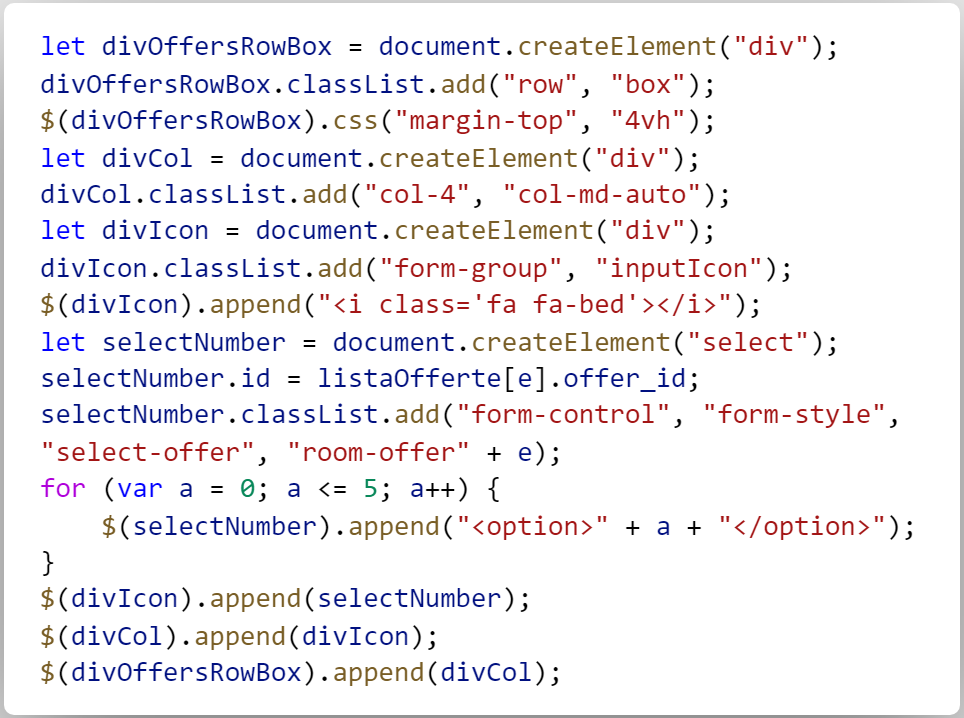 let divOffersRowBox = document.createElement("div");
divOffersRowBox.classList.add("row", "box");
$(divOffersRowBox).css("margin-top", "4vh");
let divCol = document.createElement("div");
divCol.classList.add("col-4", "col-md-auto");
let divIcon = document.createElement("div");
divIcon.classList.add("form-group", "inputIcon");
$(divIcon).append("<i class='fa fa-bed'></i>");
let selectNumber = document.createElement("select");
selectNumber.id = listaOfferte[e].offer_id;
selectNumber.classList.add("form-control", "form-style",
"select-offer", "room-offer" + e);
for (var a = 0; a <= 5; a++) {
    $(selectNumber).append("<option>" + a + "</option>");
}
$(divIcon).append(selectNumber);
$(divCol).append(divIcon);
$(divOffersRowBox).append(divCol);